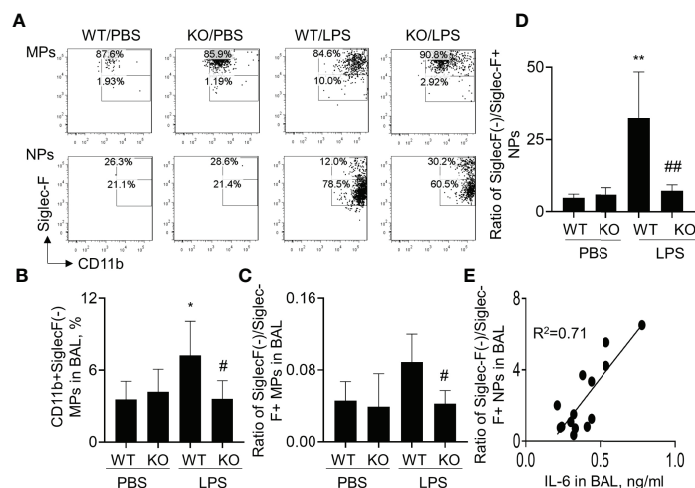 A
WT/PBS KO/PBS WT/LPS KO/LPS
MPs
87.6% 85.9% 84.6% 90.8%
1.93% 1.19% 10.0% 2.92%
NPs
26.3% 28.6% 12.0% 30.2%
21.1% 21.4% 78.5% 60.5%
Siglec-F
CD11b
D
Ratio of SiglecF(-)/Siglec-F+
NPs
50
25
0
**
##
WT KO WT KO
PBS LPS
B
CD11b+SiglecF(-)
MPs in BAL, %
12
6
0
*
#
WT KO WT KO
PBS LPS
C
Ratio of SiglecF(-)/Siglec-
F+ MPs in BAL
0.16
0.08
0.00
#
WT KO WT KO
PBS LPS
E
Ratio of Siglec-F(-)/Siglec-
F+ NPs in BAL
8
4
0
R²=0.71
0.0 0.5 1.0
IL-6 in BAL, ng/ml